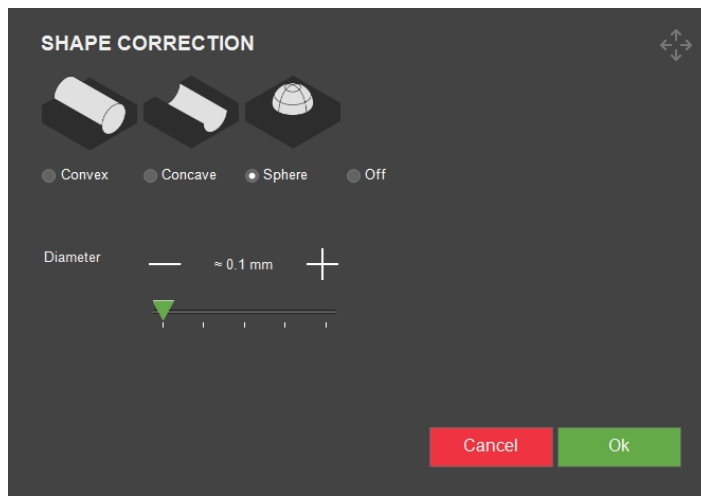 SHAPE CORRECTION
Convex Concave Sphere Off
Diameter ≈ 0.1 mm
Cancel Ok